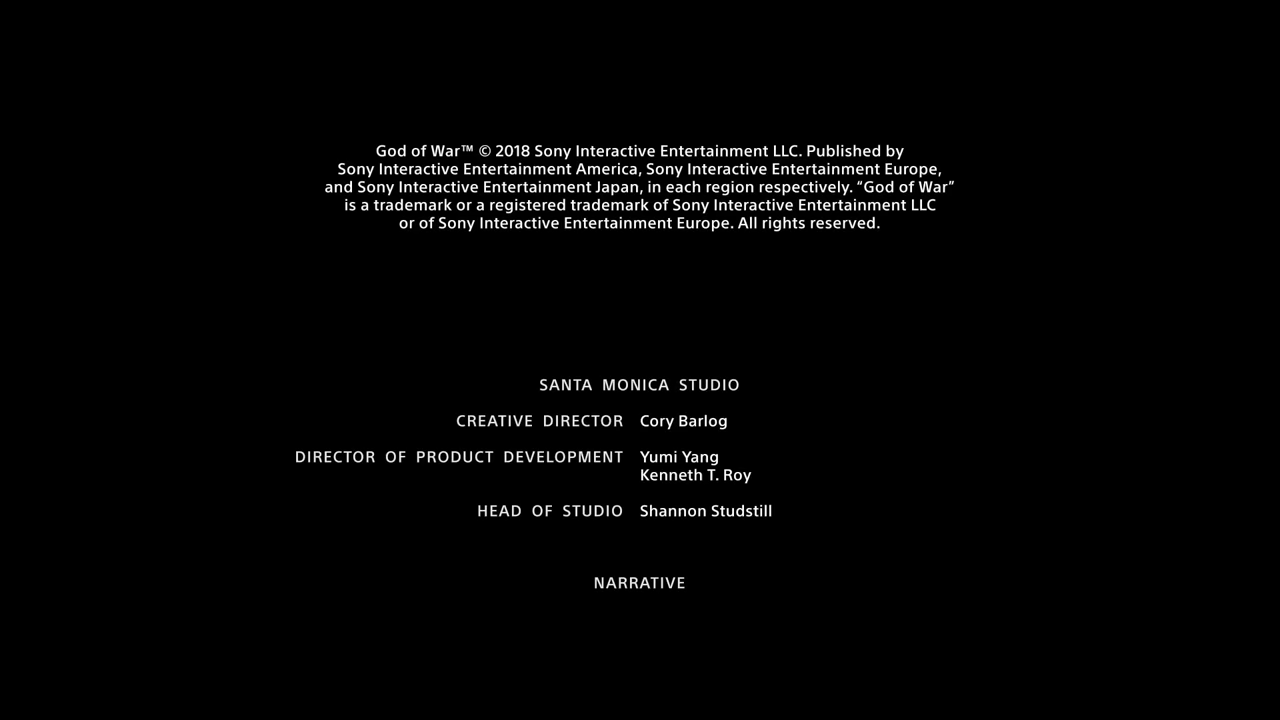 God of War™ © 2018 Sony Interactive Entertainment LLC. Published by
Sony Interactive Entertainment America, Sony Interactive Entertainment Europe,
and Sony Interactive Entertainment Japan, in each region respectively. “God of War”
is a trademark or a registered trademark of Sony Interactive Entertainment LLC
or of Sony Interactive Entertainment Europe. All rights reserved.
SANTA MONICA STUDIO
CREATIVE DIRECTOR Cory Barlog
DIRECTOR OF PRODUCT DEVELOPMENT Yumi Yang
Kenneth T. Roy
HEAD OF STUDIO Shannon Studstill
NARRATIVE